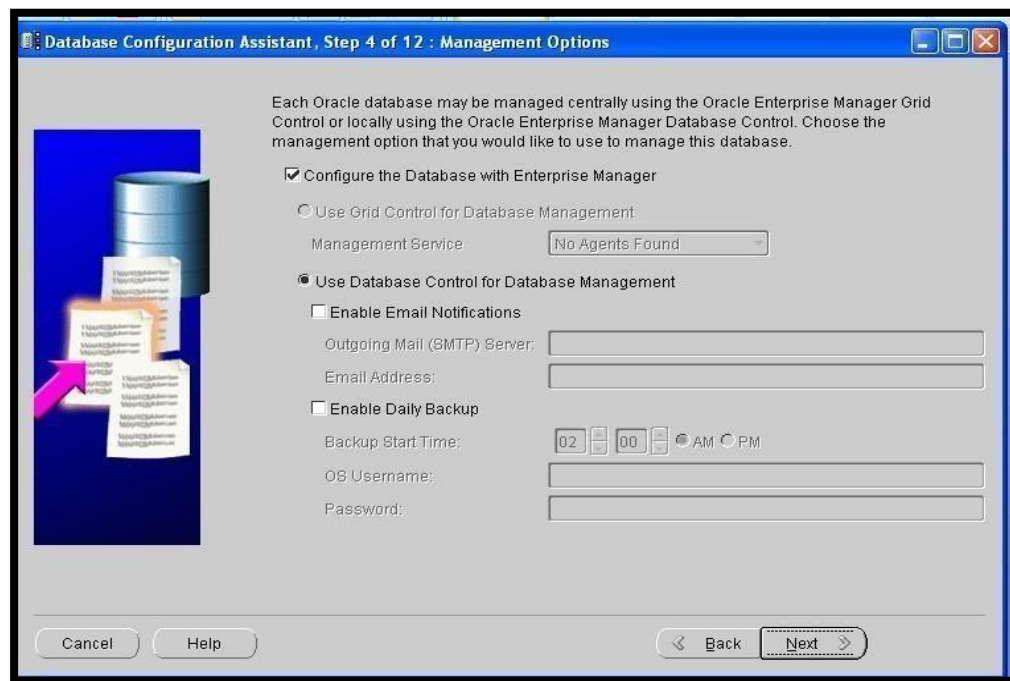 Database Configuration Assistant, Step 4 of 12 : Management Options
Each Oracle database may be managed centrally using the Oracle Enterprise Manager Grid
Control or locally using the Oracle Enterprise Manager Database Control. Choose the
management option that you would like to use to manage this database.
Configure the Database with Enterprise Manager
Use Grid Control for Database Management
Management Service No Agents Found
Use Database Control for Database Management
Enable Email Notifications
Outgoing Mail (SMTP) Server:
Email Address:
Enable Daily Backup
Backup Start Time: 02 00 AM PM
OS Username:
Password:
Cancel Help Back Next